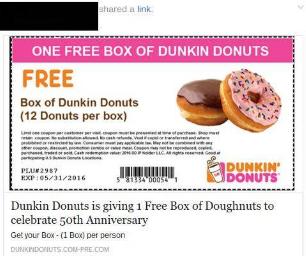 shared a link.
ONE FREE BOX OF DUNKIN DONUTS
FREE
Box of Dunkin Donuts
(12 Donuts per box)
Limit one coupon per customer per visit, coupon must be presented at time of purchase. Shop must
retain coupon. No substitution allowed. No cash refunds. Void if copied or transferred and where
prohibited or restricted by law. Consumer must pay applicable tax. May not be combined with any
other coupon, discount, promotion combo or value meal. Coupon may not be reproduced, copied,
purchased, traded or sold. Cash redemption value:
All rights reserved. Good at
participating U.S Dunkin Donuts Locations.
PLU#2987
EXP:05/31/2016
5 81334 00054 1
DUNKIN'
DONUTS
Dunkin Donuts is giving 1 Free Box of Doughnuts to
celebrate 50th Anniversary
Get your Box - (1 Box) per person
DUNKINDONUTS.COM-PRE.COM